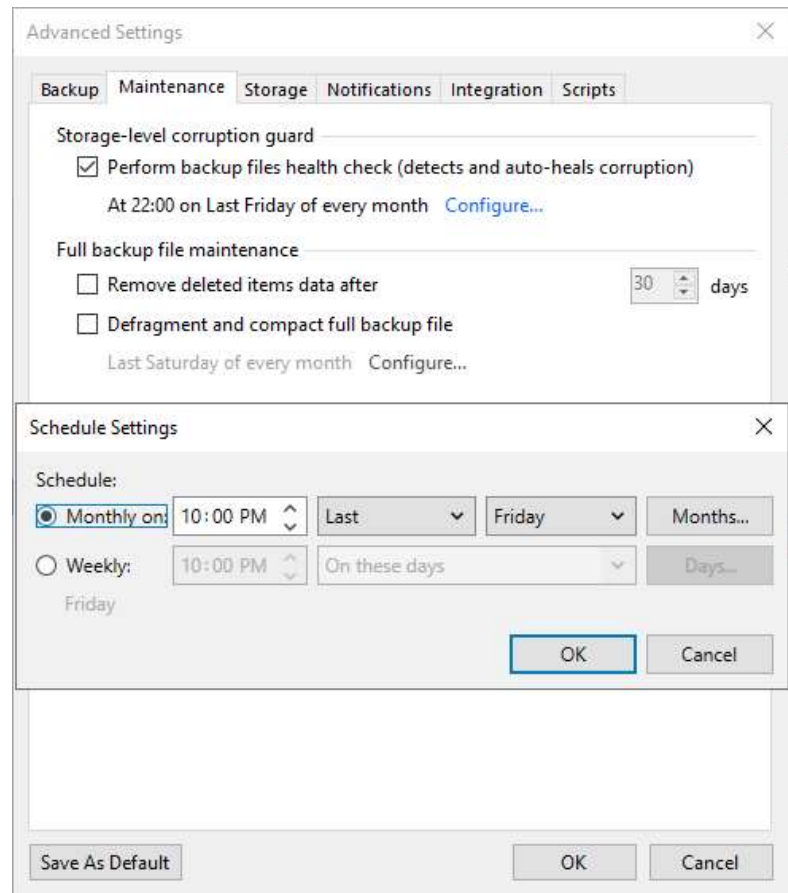 Advanced Settings
Backup Maintenance Storage Notifications Integration Scripts
Storage-level corruption guard
Perform backup files health check (detects and auto-heals corruption)
At 22:00 on Last Friday of every month Configure...
Full backup file maintenance
Remove deleted items data after 30 days
Defragment and compact full backup file
Last Saturday of every month Configure...
Schedule Settings
Schedule:
Monthly on: 10:00 PM Last Friday Months...
Weekly: 10:00 PM On these days Days...
Friday
OK Cancel
Save As Default OK Cancel